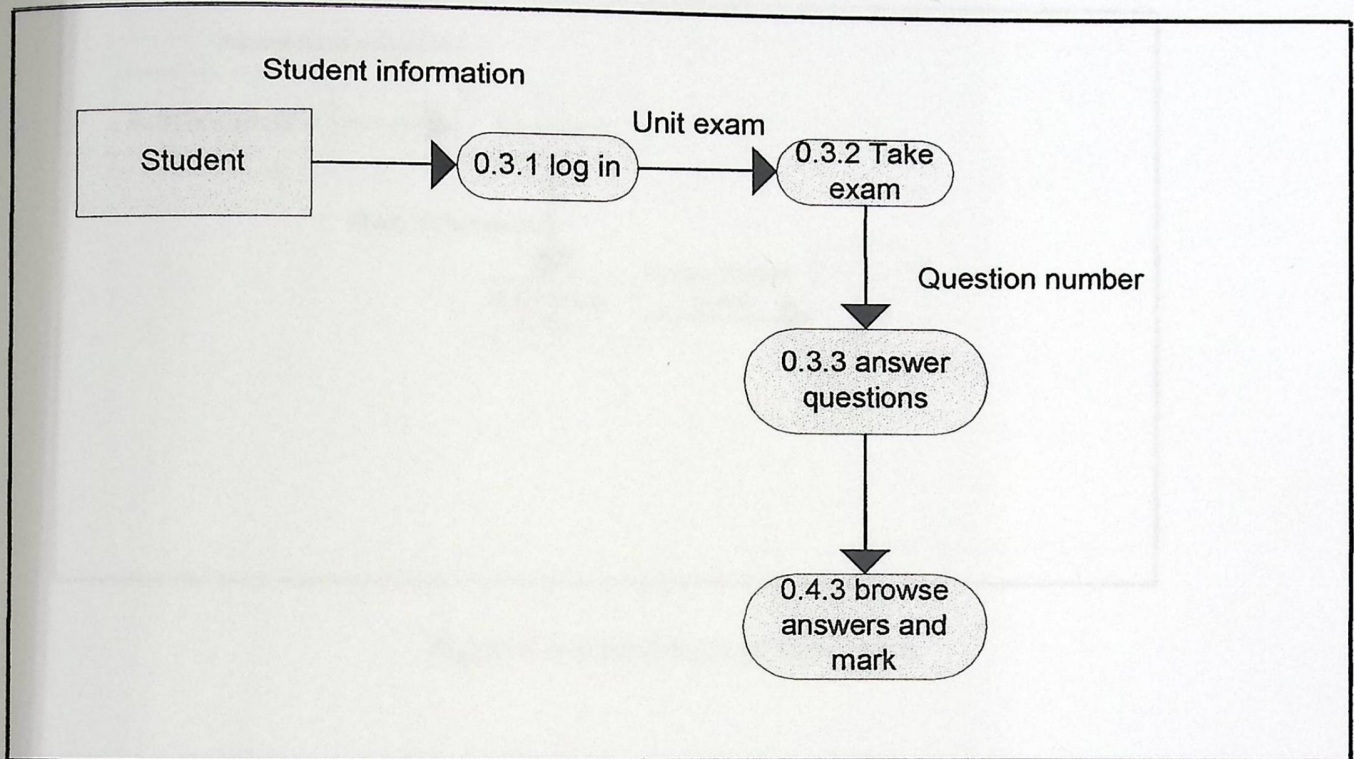 Student information
Student
0.3.1 log in
Unit exam
0.3.2 Take
exam
Question number
0.3.3 answer
questions
0.4.3 browse
answers and
mark